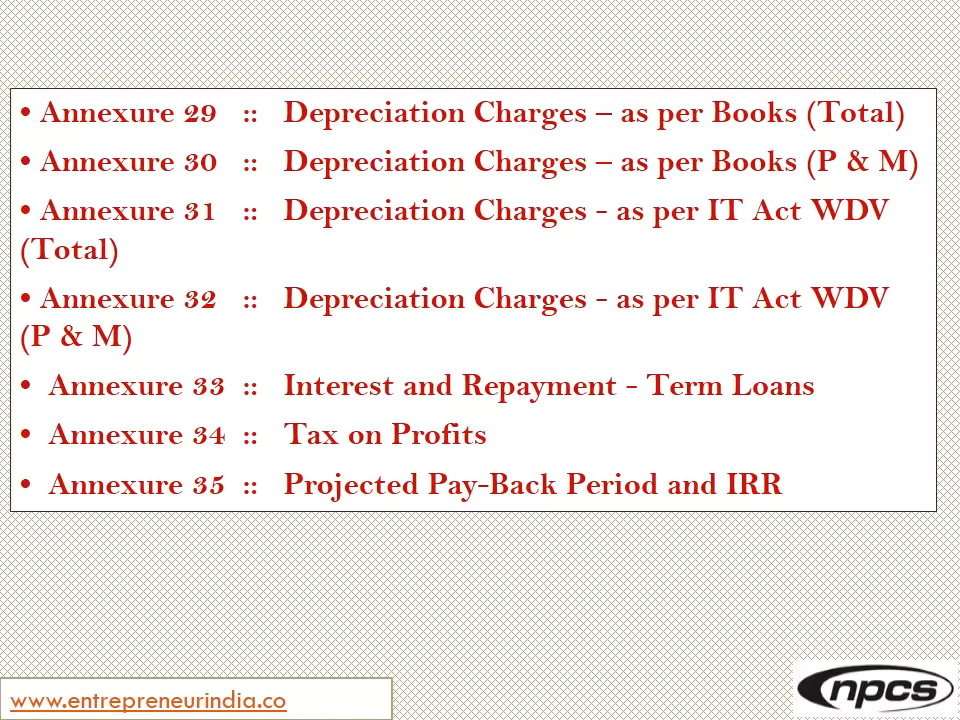 • Annexure 29 :: Depreciation Charges – as per Books (Total)
• Annexure 30 :: Depreciation Charges – as per Books (P & M)
• Annexure 31 :: Depreciation Charges - as per IT Act WDV
(Total)
• Annexure 32 :: Depreciation Charges - as per IT Act WDV
(P & M)
• Annexure 33 :: Interest and Repayment - Term Loans
• Annexure 34 :: Tax on Profits
• Annexure 35 :: Projected Pay-Back Period and IRR
www.entrepreneurindia.co
npcs